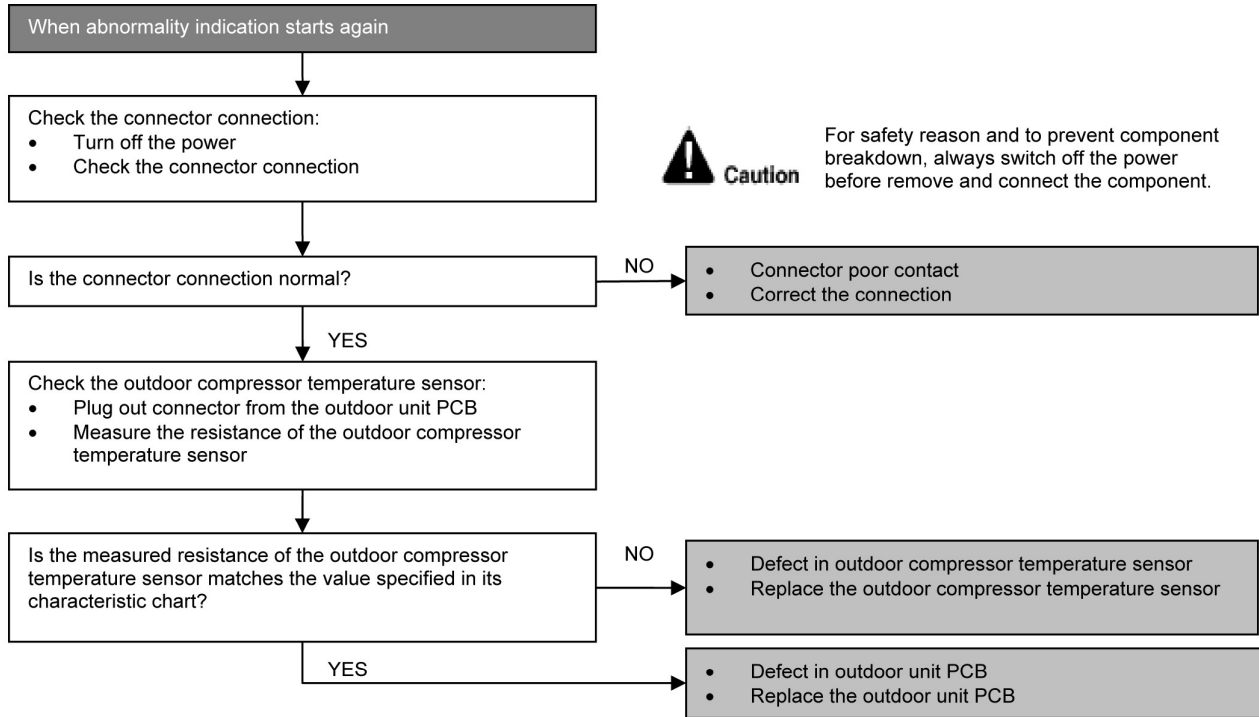 When abnormality indication starts again
Check the connector connection:
• Turn off the power
• Check the connector connection
Caution
For safety reason and to prevent component
breakdown, always switch off the power
before remove and connect the component.
Is the connector connection normal?
NO
• Connector poor contact
• Correct the connection
YES
Check the outdoor compressor temperature sensor:
• Plug out connector from the outdoor unit PCB
• Measure the resistance of the outdoor compressor
temperature sensor
Is the measured resistance of the outdoor compressor
temperature sensor matches the value specified in its
characteristic chart?
NO
• Defect in outdoor compressor temperature sensor
• Replace the outdoor compressor temperature sensor
YES
• Defect in outdoor unit PCB
• Replace the outdoor unit PCB